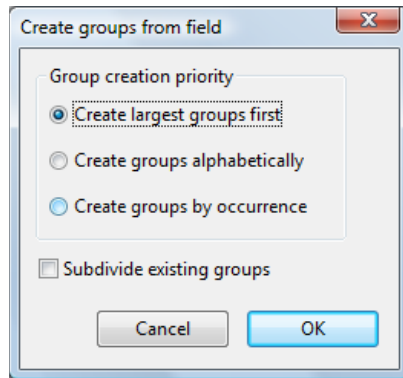 Create groups from field
Group creation priority
Create largest groups first
Create groups alphabetically
Create groups by occurrence
Subdivide existing groups
Cancel
OK